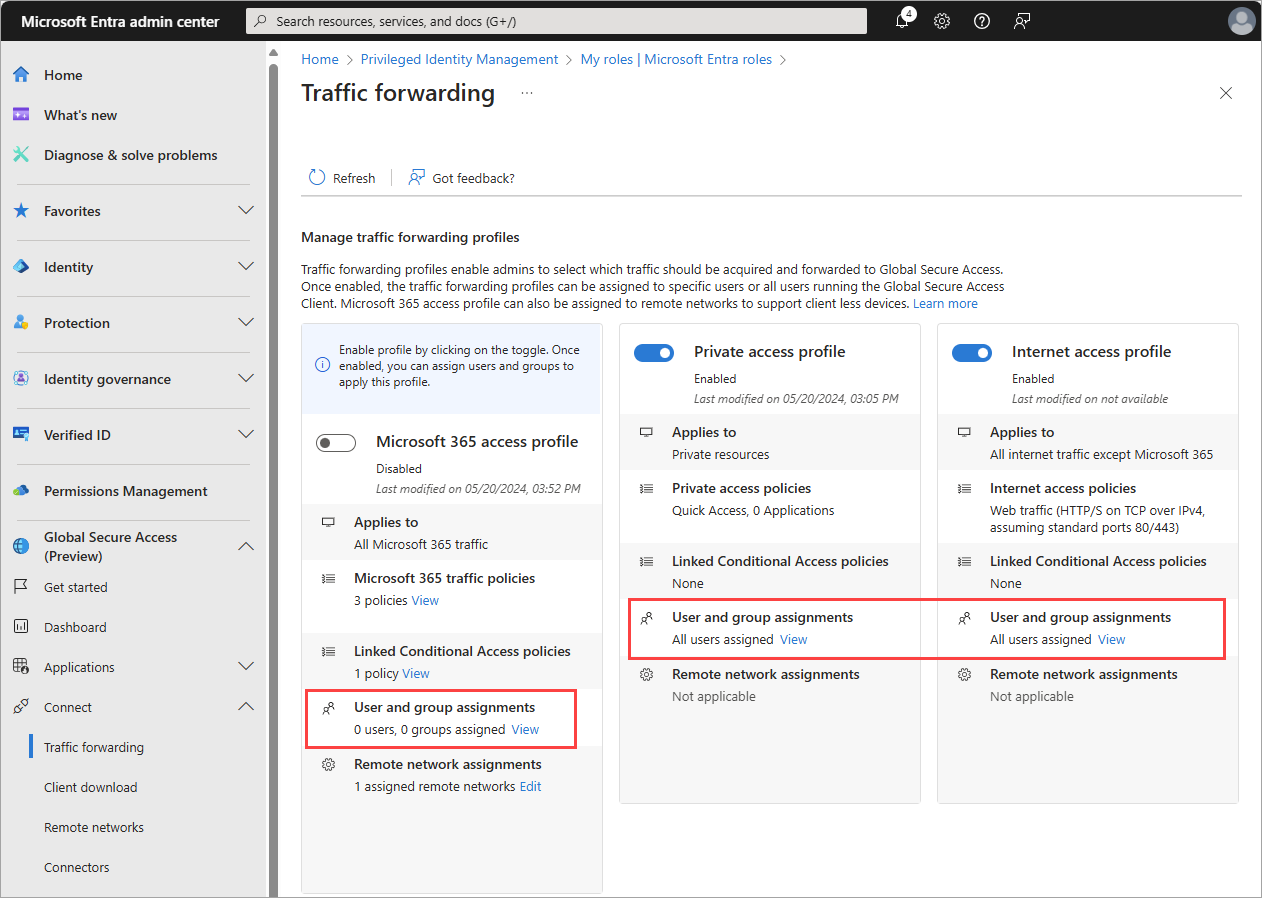 Microsoft Entra admin center
Search resources, services, and docs (G+/)
4
Home
What's new
Diagnose & solve problems
Favorites
Identity
Protection
Identity governance
Verified ID
Permissions Management
Global Secure Access
(Preview)
Get started
Dashboard
Applications
Connect
Traffic forwarding
Client download
Remote networks
Connectors
Home > Privileged Identity Management > My roles | Microsoft Entra roles >
Traffic forwarding ...
Refresh
Got feedback?
Manage traffic forwarding profiles
Traffic forwarding profiles enable admins to select which traffic should be acquired and forwarded to Global Secure Access.
Once enabled, the traffic forwarding profiles can be assigned to specific users or all users running the Global Secure Access
Client. Microsoft 365 access profile can also be assigned to remote networks to support client less devices. Learn more
Enable profile by clicking on the toggle. Once
enabled, you can assign users and groups to
apply this profile.
Microsoft 365 access profile
Disabled
Last modified on 05/20/2024, 03:52 PM
Applies to
All Microsoft 365 traffic
Microsoft 365 traffic policies
3 policies View
Linked Conditional Access policies
1 policy View
User and group assignments
0 users, 0 groups assigned View
Remote network assignments
1 assigned remote networks Edit
Private access profile
Enabled
Last modified on 05/20/2024, 03:05 PM
Applies to
Private resources
Private access policies
Quick Access, 0 Applications
Linked Conditional Access policies
None
User and group assignments
All users assigned View
Remote network assignments
Not applicable
Internet access profile
Enabled
Last modified on not available
Applies to
All internet traffic except Microsoft 365
Internet access policies
Web traffic (HTTP/S on TCP over IPv4,
assuming standard ports 80/443)
Linked Conditional Access policies
None
User and group assignments
All users assigned View
Remote network assignments
Not applicable